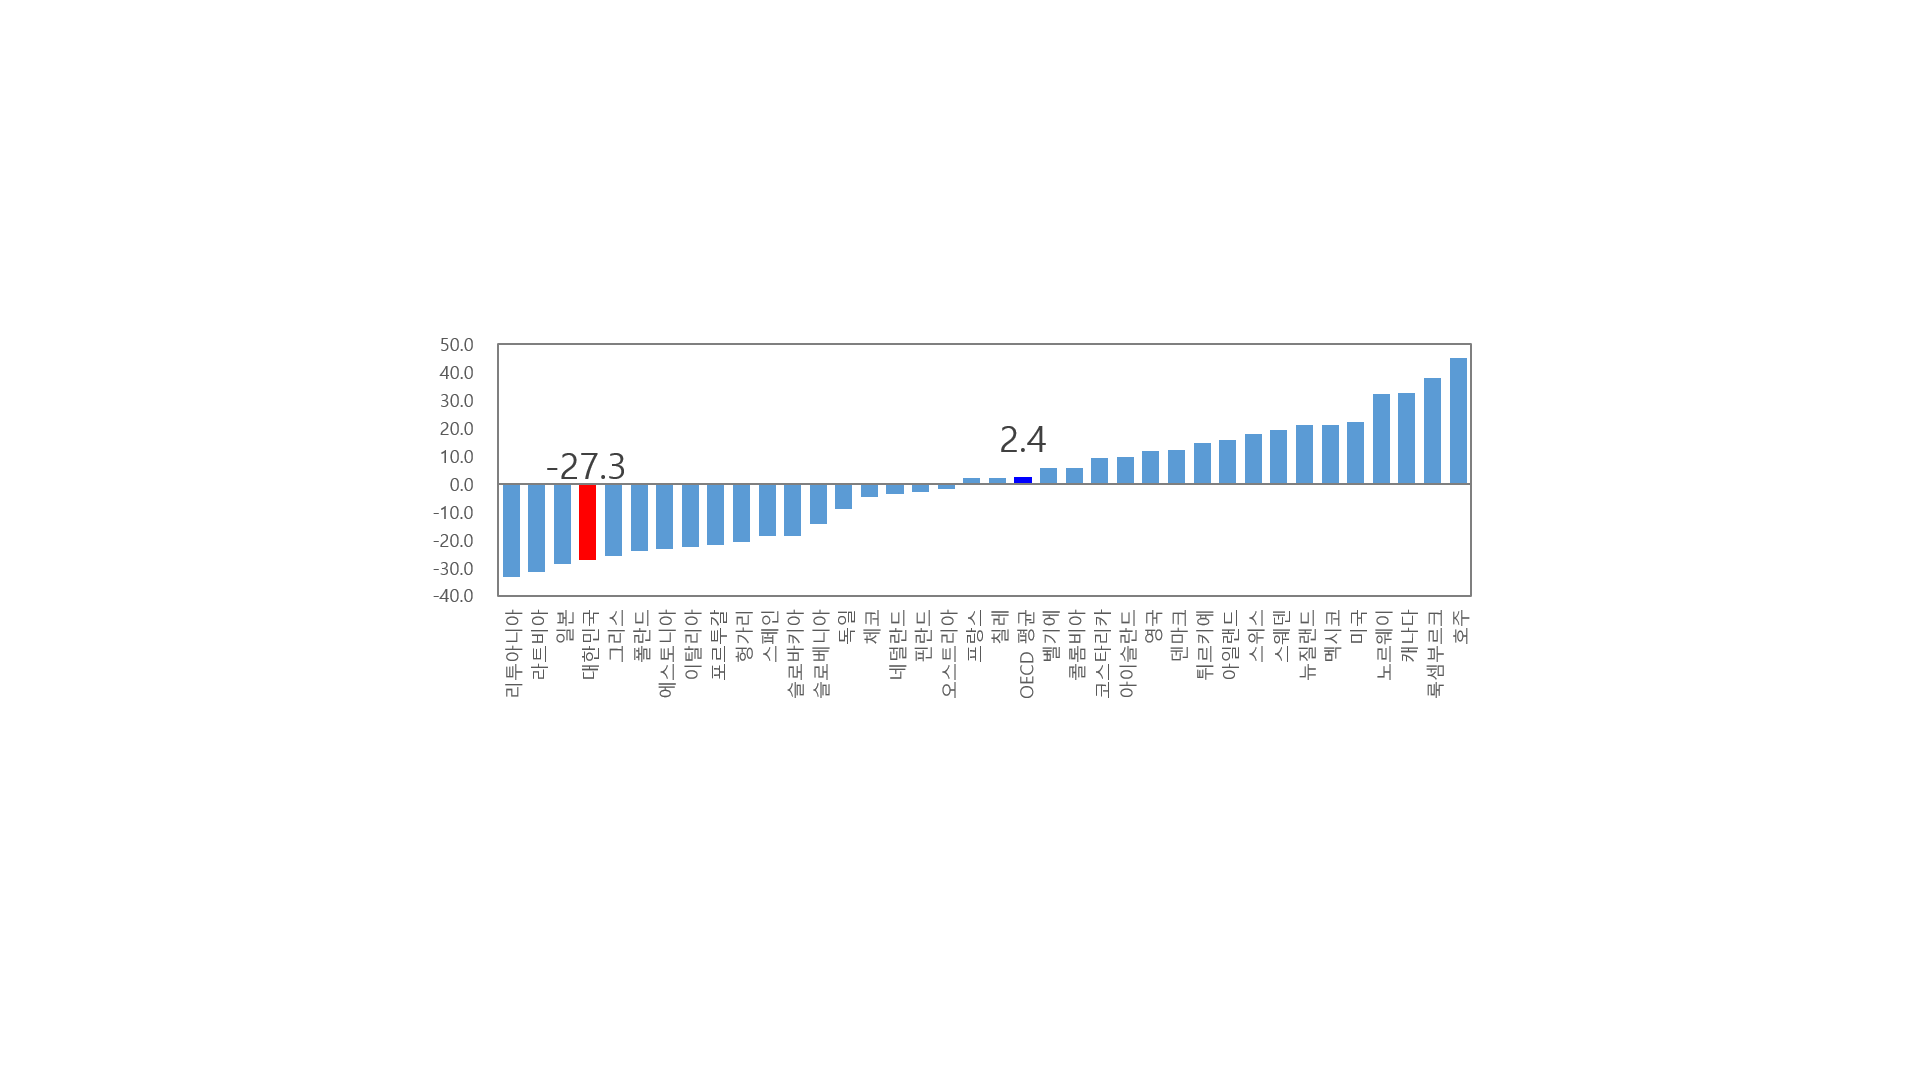 50.0
40.0
30.0
20.0
10.0
0.0
-10.0
-20.0
-30.0
-40.0
-27.3
2.4
리투아니아
라트비아
일본
대한민국
그리스
폴란드
에스토니아
이탈리아
포르투갈
헝가리
스페인
슬로바키아
슬로베니아
독일
체코
네덜란드
핀란드
오스트리아
프랑스
칠레
OECD 평균
벨기에
콜롬비아
코스타리카
아이슬란드
영국
덴마크
튀르키예
아일랜드
스위스
스웨덴
뉴질랜드
멕시코
미국
노르웨이
캐나다
룩셈부르크
호주